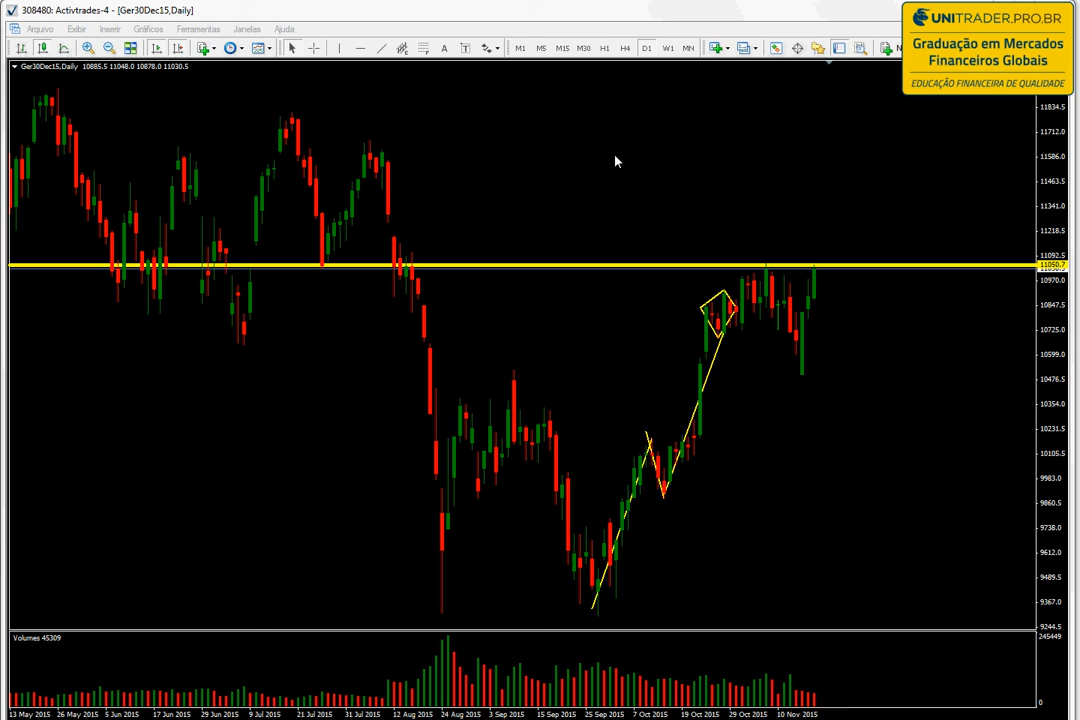 308480: Activtrades-4 - [Ger30Dec15,Daily]
Arquivo Exibir Inserir Gráficos Ferramentas Janelas Ajuda
M1 M5 M15 M30 H1 H4 D1 W1 MN
UNITRADER.PRO.BR
Graduação em Mercados
Financeiros Globais
EDUCAÇÃO FINANCEIRA DE QUALIDADE
Ger30Dec15,Daily 10885.5 11048.0 10878.0 11030.5
11834.5
11712.0
11586.0
11463.5
11341.0
11218.5
11092.5
11050.7
10970.0
10847.5
10725.0
10599.0
10476.5
10354.0
10231.5
10105.5
9983.0
9860.5
9738.0
9612.0
9489.5
9367.0
9244.5
Volumes 45309
245449
0
13 May 2015 26 May 2015 5 Jun 2015 17 Jun 2015 29 Jun 2015 9 Jul 2015 21 Jul 2015 31 Jul 2015 12 Aug 2015 24 Aug 2015 3 Sep 2015 15 Sep 2015 25 Sep 2015 7 Oct 2015 19 Oct 2015 29 Oct 2015 10 Nov 2015